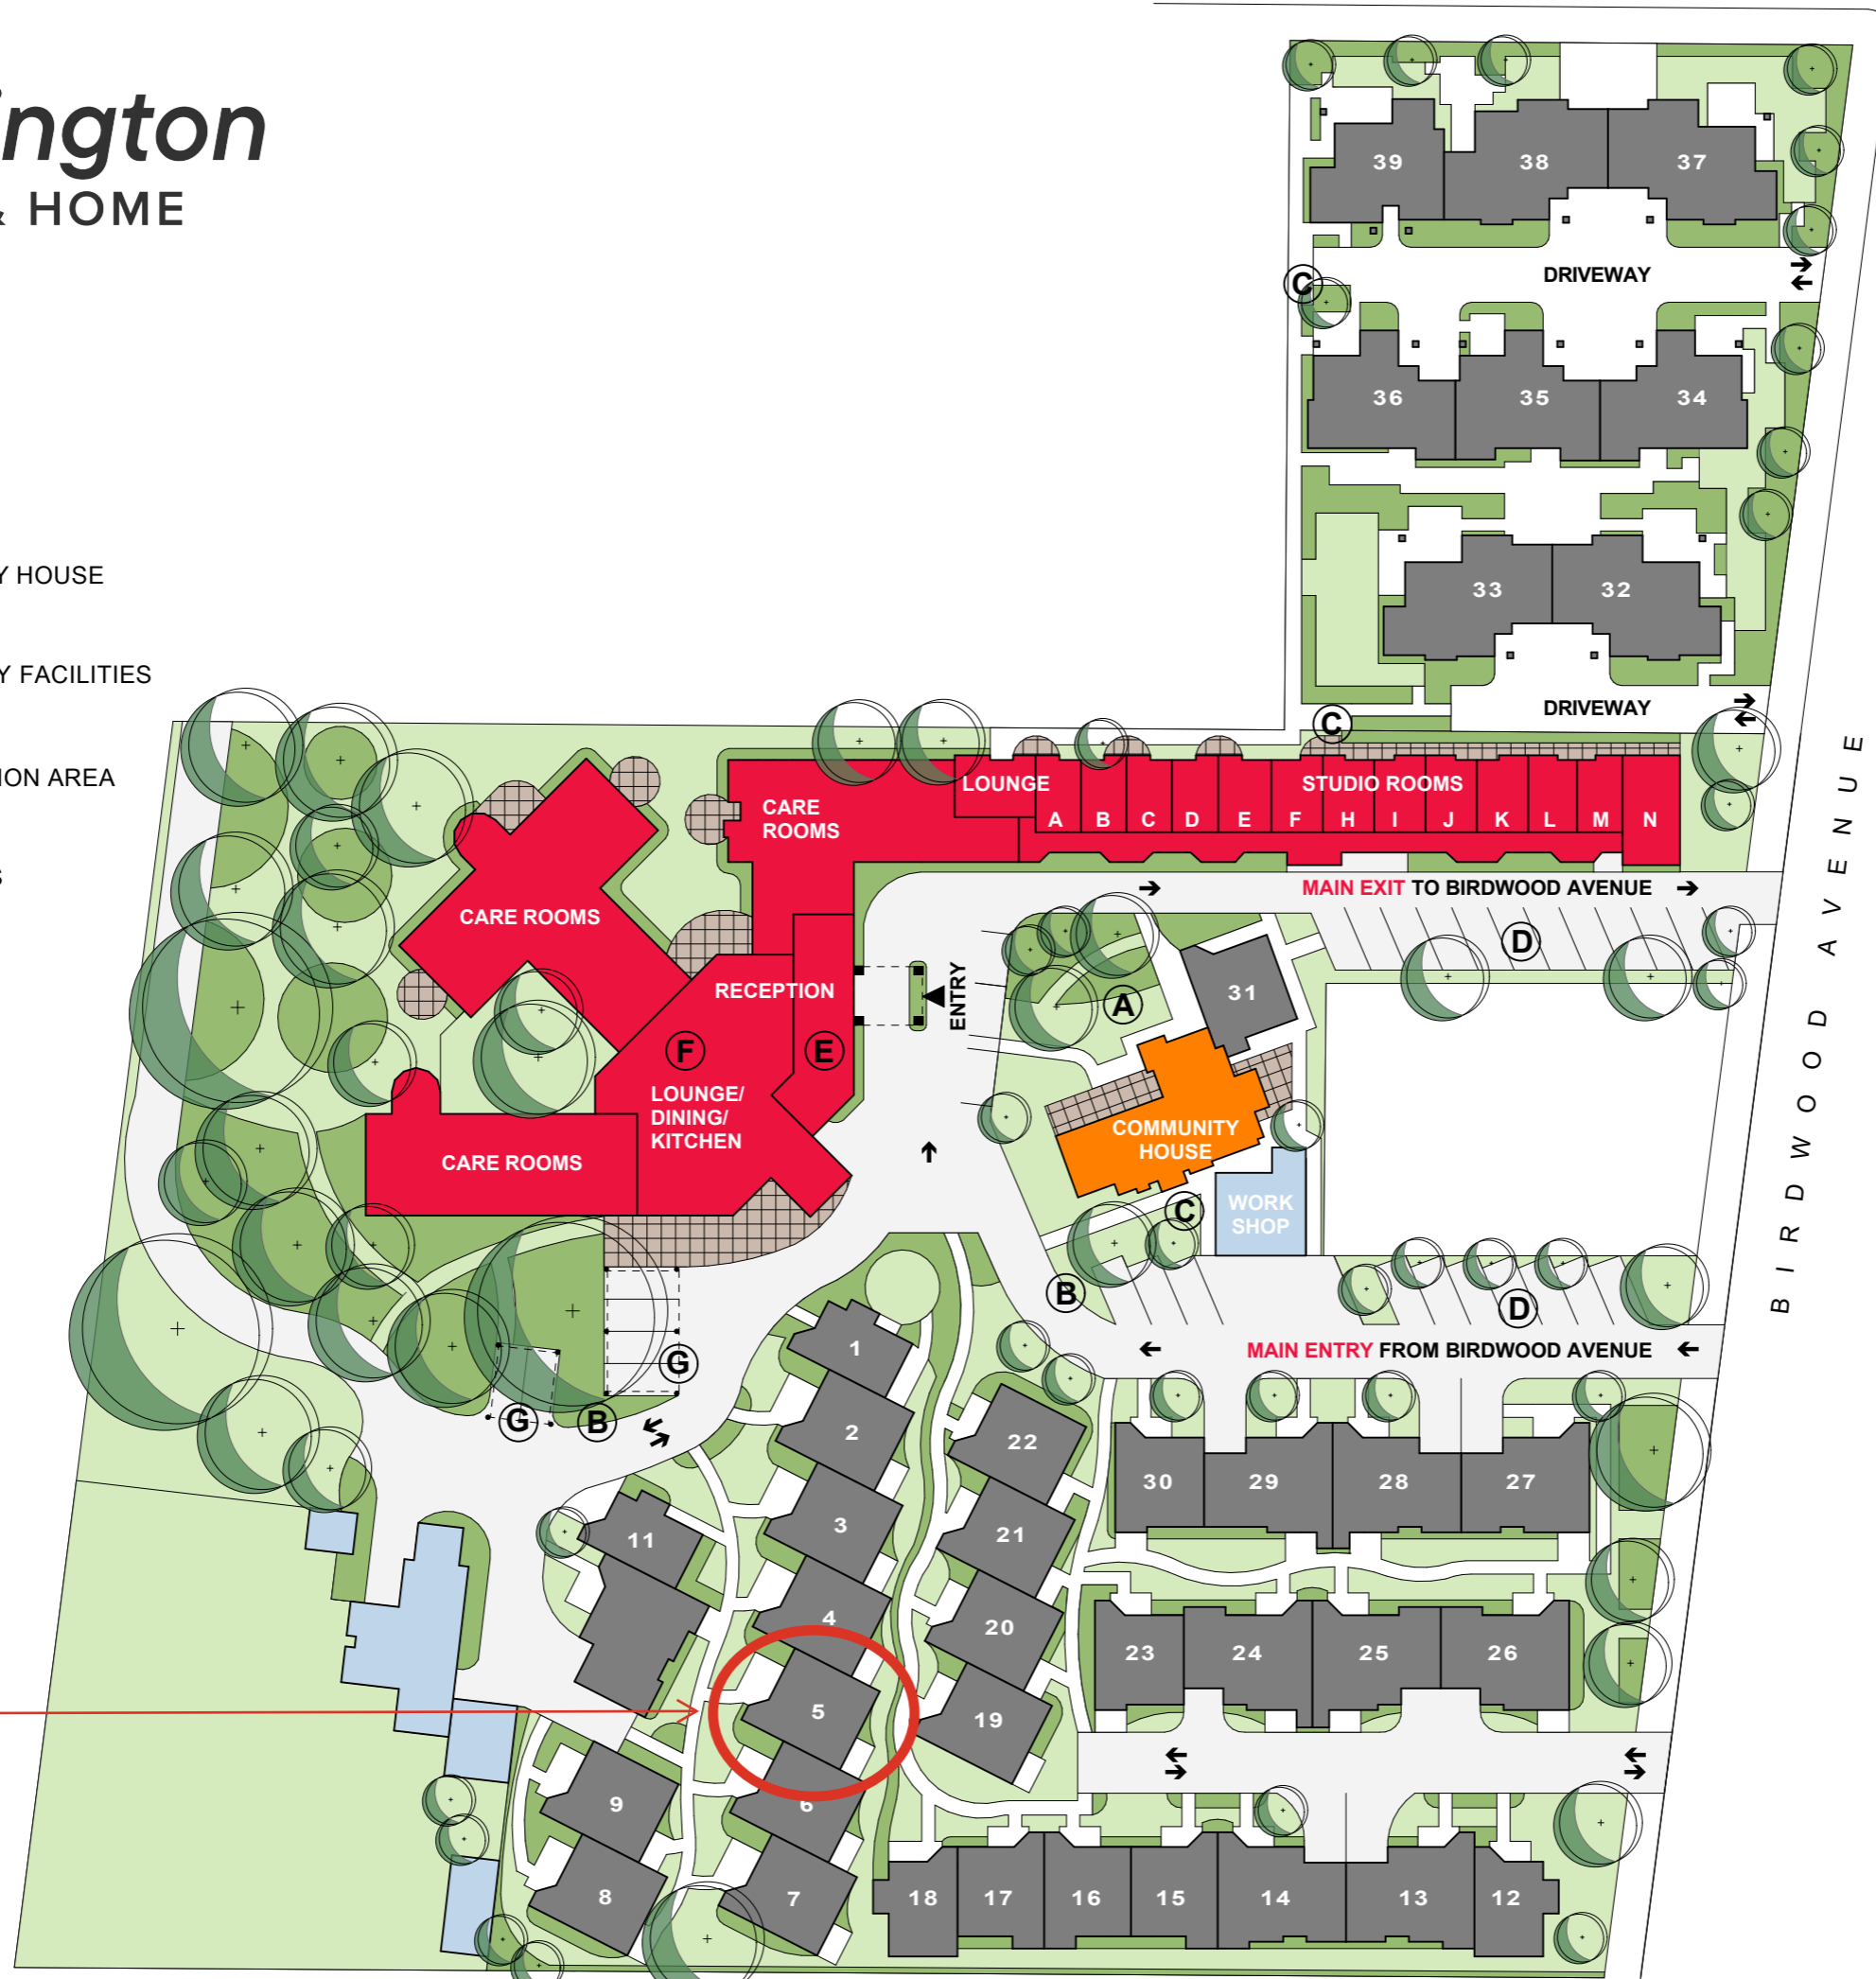 ington
& HOME
Y HOUSE
Y FACILITIES
ION AREA
S
39
38
37
C
DRIVEWAY
36
35
34
33
32
DRIVEWAY
C
LOUNGE
STUDIO ROOMS
CARE
ROOMS
A B C D E F H I J K L M N
MAIN EXIT TO BIRDWOOD AVENUE
CARE ROOMS
D
RECEPTION
ENTRY
A
31
F
E
LOUNGE/
DINING/
KITCHEN
COMMUNITY
HOUSE
CARE ROOMS
WORK
SHOP
C
B
D
BIRDWOOD AVENUE
MAIN ENTRY FROM BIRDWOOD AVENUE
G
G
B
1
2
22
30
29
28
27
3
21
11
4
20
23
24
25
26
5
19
9
6
8
7
18
17
16
15
14
13
12